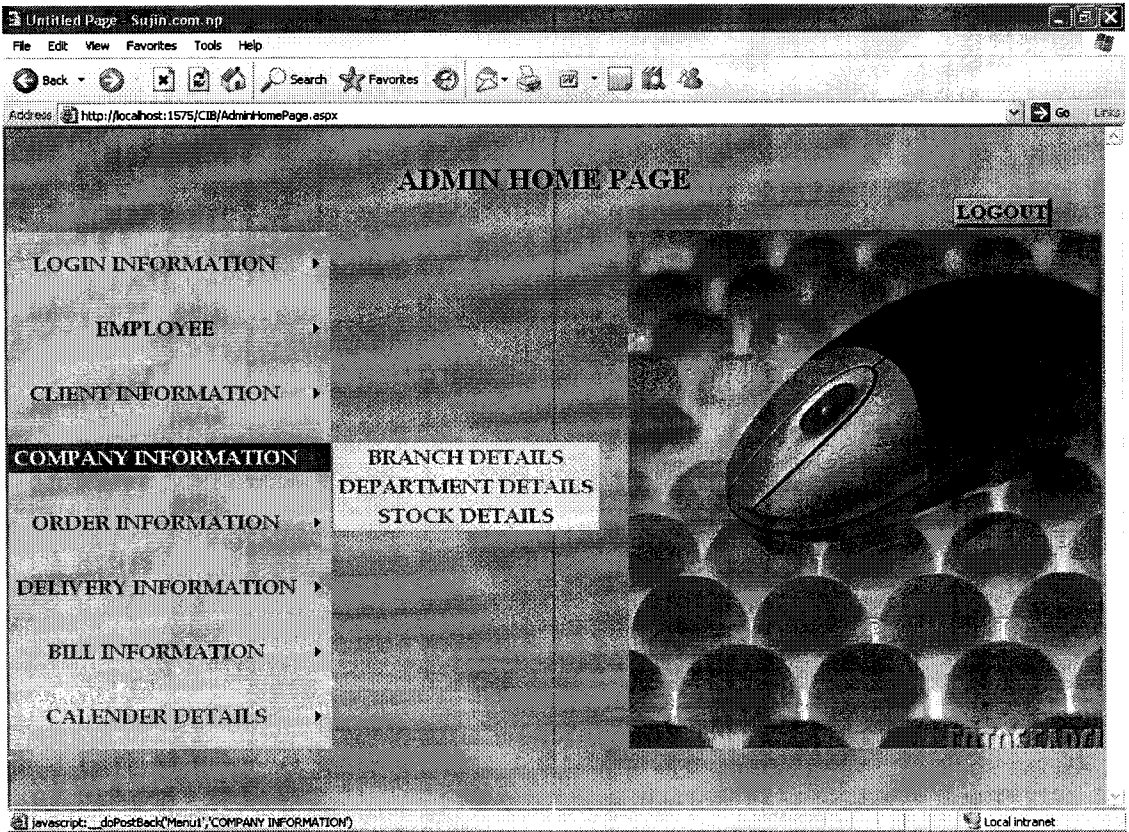 Untitled Page - Sujin.com.np
File Edit View Favorites Tools Help
Back Search Favorites
Address http://localhost:1575/CIB/AdminHomePage.aspx Go Links
ADMIN HOME PAGE
LOGOUT
LOGIN INFORMATION
EMPLOYEE
CLIENT INFORMATION
COMPANY INFORMATION
BRANCH DETAILS
DEPARTMENT DETAILS
STOCK DETAILS
ORDER INFORMATION
DELIVERY INFORMATION
BILL INFORMATION
CALENDER DETAILS
javascript:__doPostBack('Menu1','COMPANY INFORMATION') Local intranet